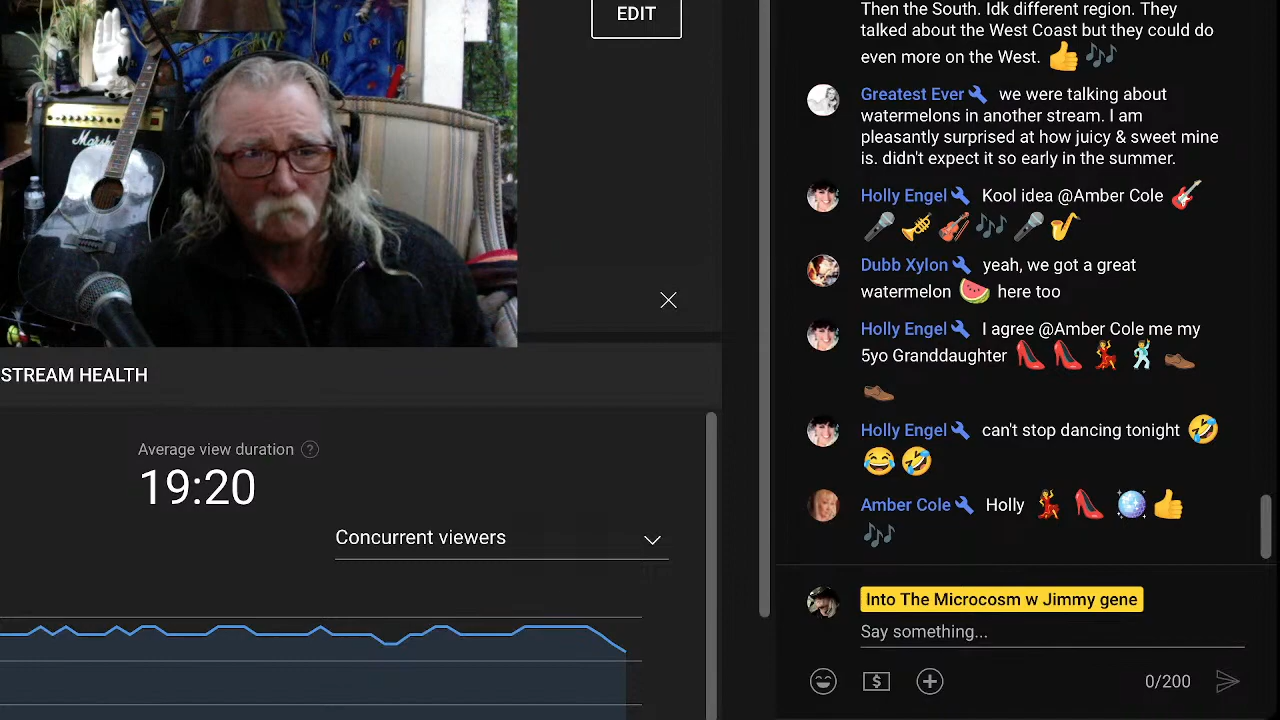 EDIT
Marshall
STREAM HEALTH
Average view duration ?
19:20
Concurrent viewers
Then the South. Idk different region. They
talked about the West Coast but they could do
even more on the West. 👍 🎶
Greatest Ever we were talking about
watermelons in another stream. I am
pleasantly surprised at how juicy & sweet mine
is. didn't expect it so early in the summer.
Holly Engel Kool idea @Amber Cole 🎸
🎤 🎺 🎻 🎶 🎤 🎷
Dubb Xylon yeah, we got a great
watermelon 🍉 here too
Holly Engel I agree @Amber Cole me my
5yo Granddaughter 👠 👠 💃 🕺 👞
👞
Holly Engel can't stop dancing tonight 🤣
😂 🤣
Amber Cole Holly 💃 👠 🪩 👍
🎶
Into The Microcosm w Jimmy gene
Say something...
$ 0/200